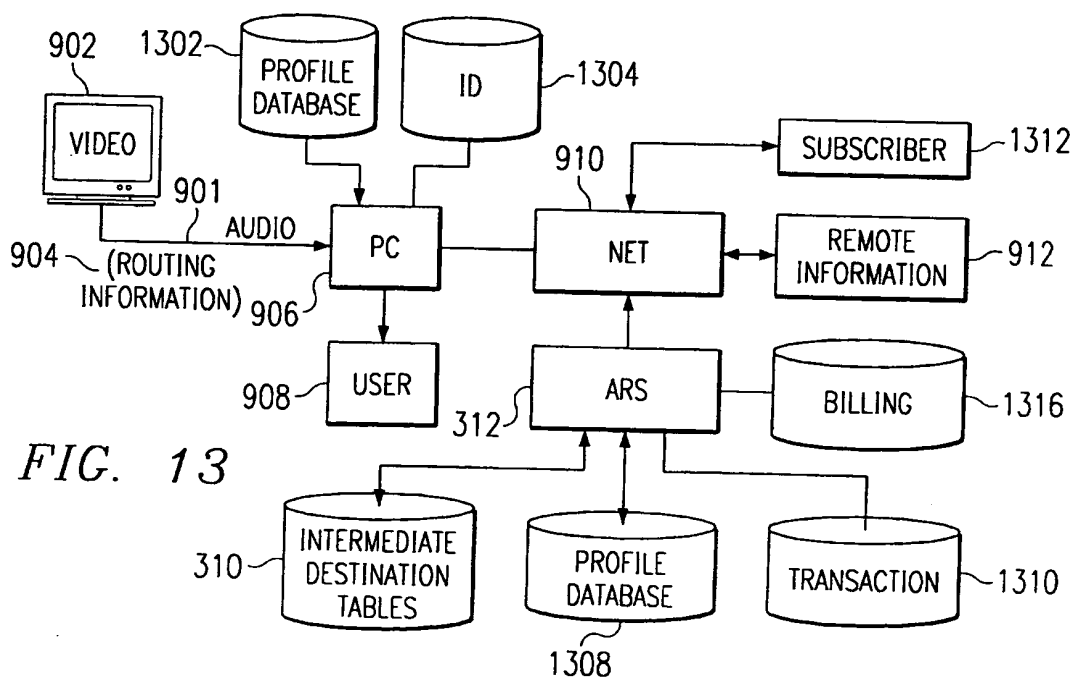 902
1302
PROFILE
DATABASE
ID
1304
VIDEO
901
AUDIO
904
(ROUTING
INFORMATION)
PC
906
910
NET
SUBSCRIBER
1312
REMOTE
INFORMATION
912
908
USER
312
ARS
BILLING
1316
FIG. 13
310
INTERMEDIATE
DESTINATION
TABLES
PROFILE
DATABASE
1308
TRANSACTION
1310